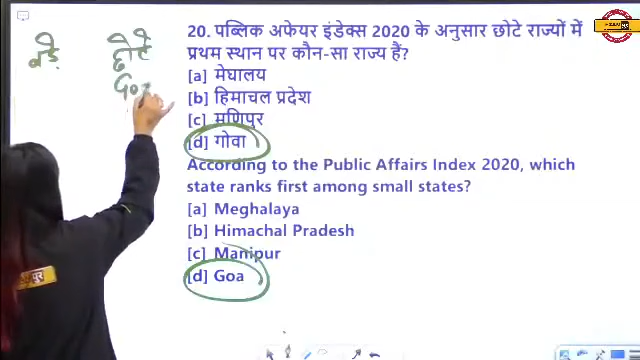 बड़े छोटे
Goa
20. पब्लिक अफेयर इंडेक्स 2020 के अनुसार छोटे राज्यों में
प्रथम स्थान पर कौन-सा राज्य हैं?
[a] मेघालय
[b] हिमाचल प्रदेश
[c] मणिपुर
[d] गोवा
According to the Public Affairs Index 2020, which
state ranks first among small states?
[a] Meghalaya
[b] Himachal Pradesh
[c] Manipur
[d] Goa